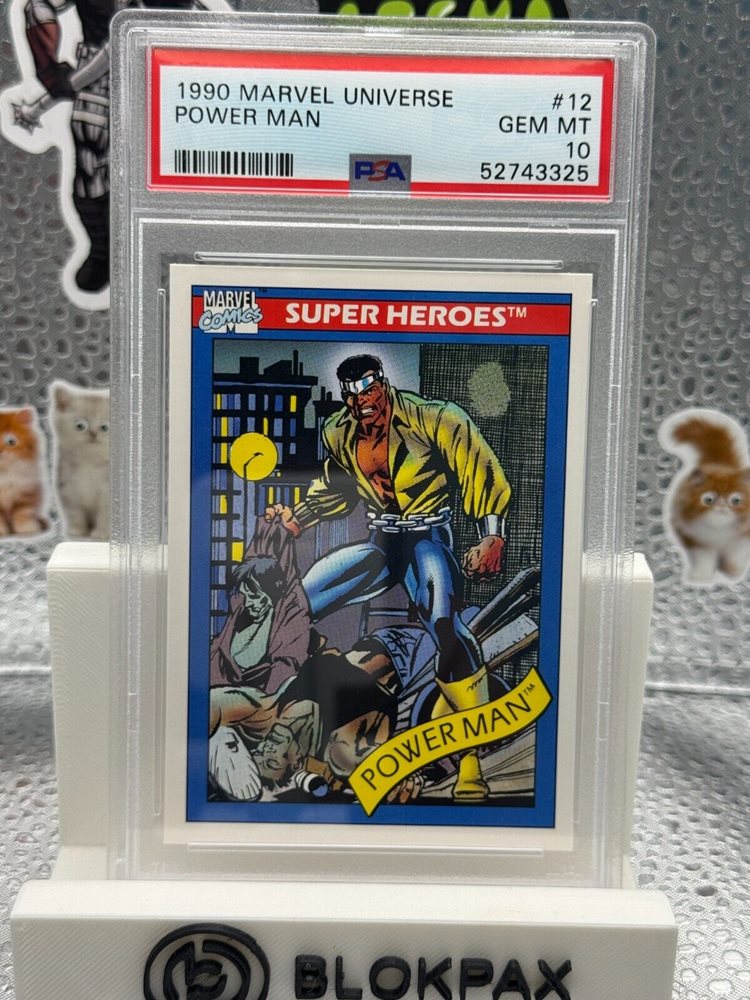 1990 MARVEL UNIVERSE #12
POWER MAN GEM MT
10
PSA 52743325
MARVEL COMICS
M
SUPER HEROES™
POWER MAN™
BLOKPAX